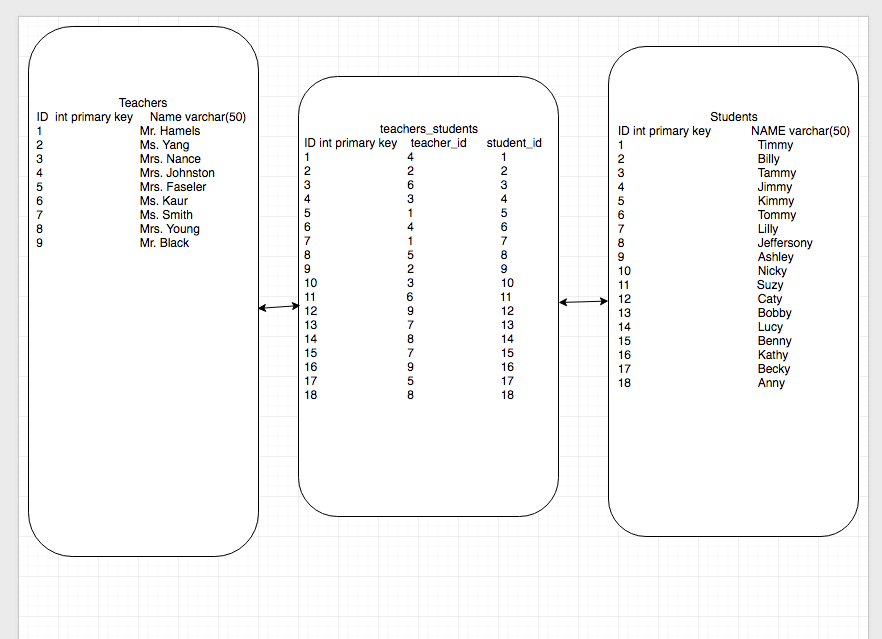 Teachers
ID int primary key Name varchar(50)
1 Mr. Hamels
2 Ms. Yang
3 Mrs. Nance
4 Mrs. Johnston
5 Mrs. Faseler
6 Ms. Kaur
7 Ms. Smith
8 Mrs. Young
9 Mr. Black
teachers_students
ID int primary key teacher_id student_id
1 4 1
2 2 2
3 6 3
4 3 4
5 1 5
6 4 6
7 1 7
8 5 8
9 2 9
10 3 10
11 6 11
12 9 12
13 7 13
14 8 14
15 7 15
16 9 16
17 5 17
18 8 18
Students
ID int primary key NAME varchar(50)
1 Timmy
2 Billy
3 Tammy
4 Jimmy
5 Kimmy
6 Tommy
7 Lilly
8 Jeffersony
9 Ashley
10 Nicky
11 Suzy
12 Caty
13 Bobby
14 Lucy
15 Benny
16 Kathy
17 Becky
18 Anny